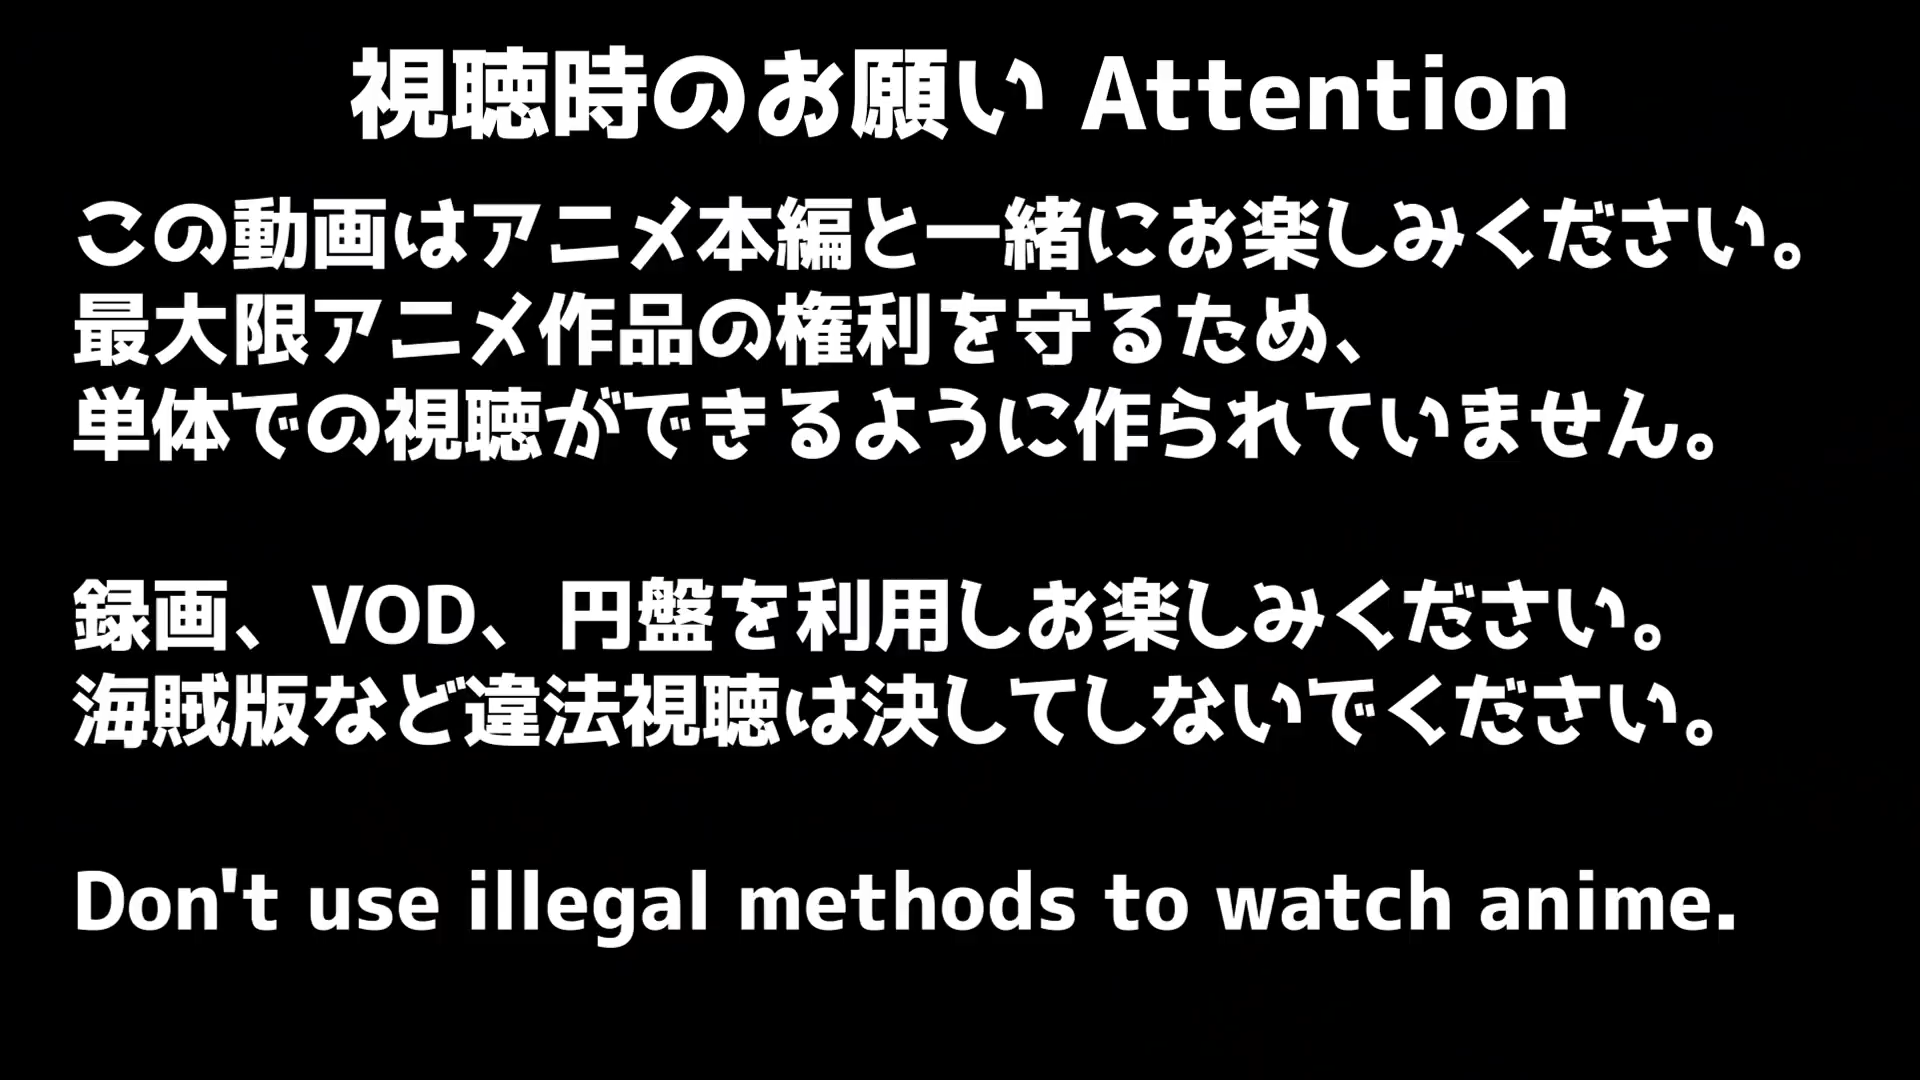 視聴時のお願い Attention
この動画はアニメ本編と一緒にお楽しみください。
最大限アニメ作品の権利を守るため、
単体での視聴ができるように作られていません。
録画、VOD、円盤を利用しお楽しみください。
海賊版など違法視聴は決してしないでください。
Don't use illegal methods to watch anime.